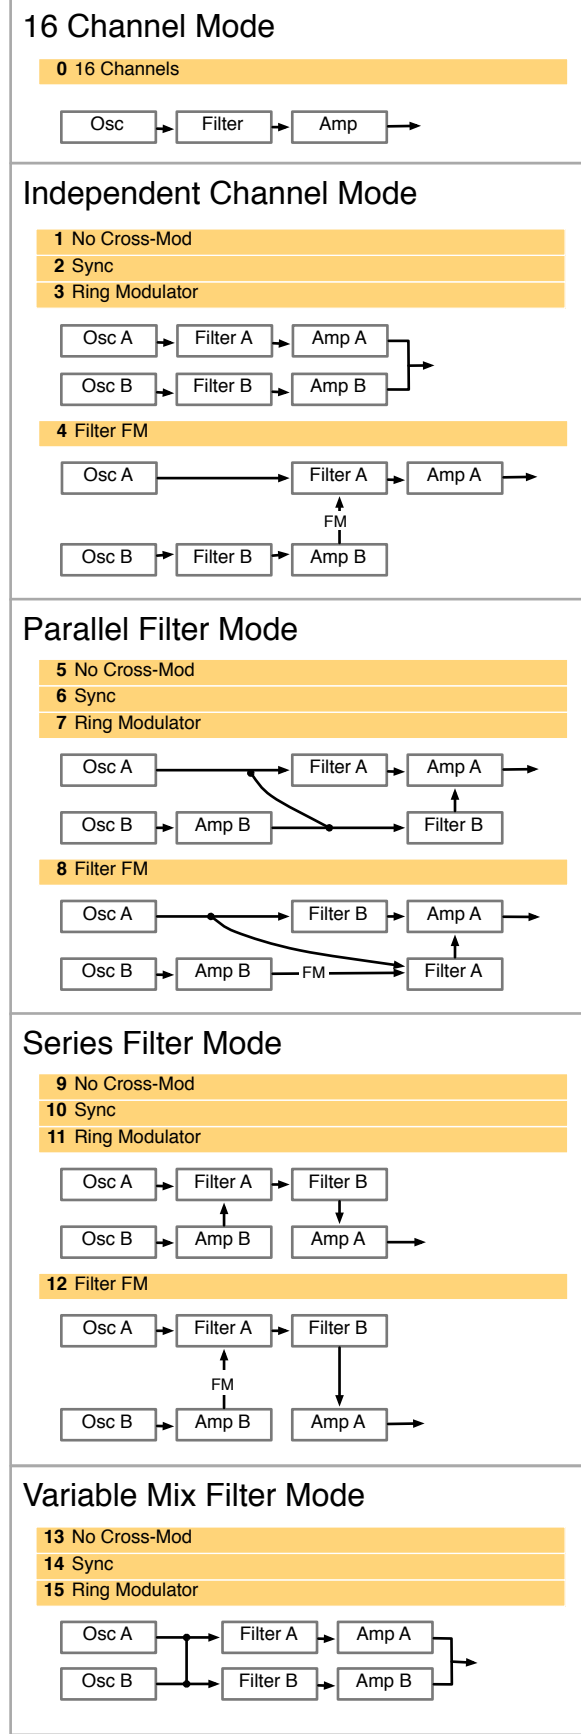 16 Channel Mode
0 16 Channels
Osc Filter Amp
Independent Channel Mode
1 No Cross-Mod
2 Sync
3 Ring Modulator
Osc A Filter A Amp A
Osc B Filter B Amp B
4 Filter FM
Osc A Filter A Amp A
FM
Osc B Filter B Amp B
Parallel Filter Mode
5 No Cross-Mod
6 Sync
7 Ring Modulator
Osc A Filter A Amp A
Osc B Amp B Filter B
8 Filter FM
Osc A Filter B Amp A
Osc B Amp B FM Filter A
Series Filter Mode
9 No Cross-Mod
10 Sync
11 Ring Modulator
Osc A Filter A Filter B
Osc B Amp B Amp A
12 Filter FM
Osc A Filter A Filter B
FM
Osc B Amp B Amp A
Variable Mix Filter Mode
13 No Cross-Mod
14 Sync
15 Ring Modulator
Osc A Filter A Amp A
Osc B Filter B Amp B